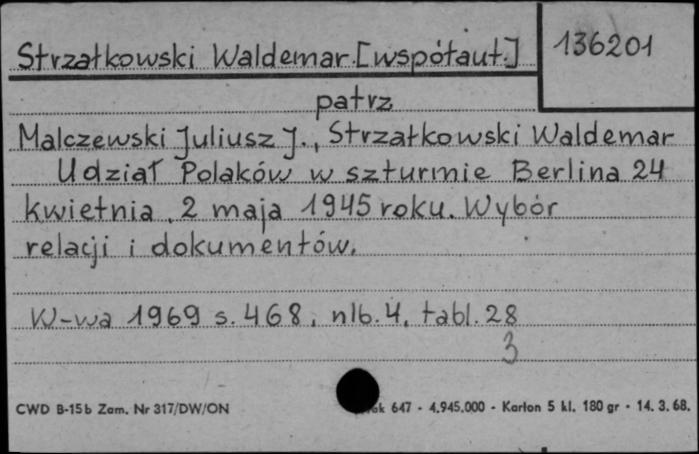 Strzałkowski Waldemar [współaut.] 136201
patrz
Malczewski Juliusz J., Strzałkowski Waldemar
Udział Polaków w szturmie Berlina 24
kwietnia, 2 maja 1945 roku. Wybór
relacji i dokumentów.
W-wa 1969 s. 468, nlb. 4, tabl. 28
3
CWD B-15b Zam. Nr 317/DW/ON 647 - 4.945.000 - Karton 5 kl. 180 gr - 14. 3. 68.